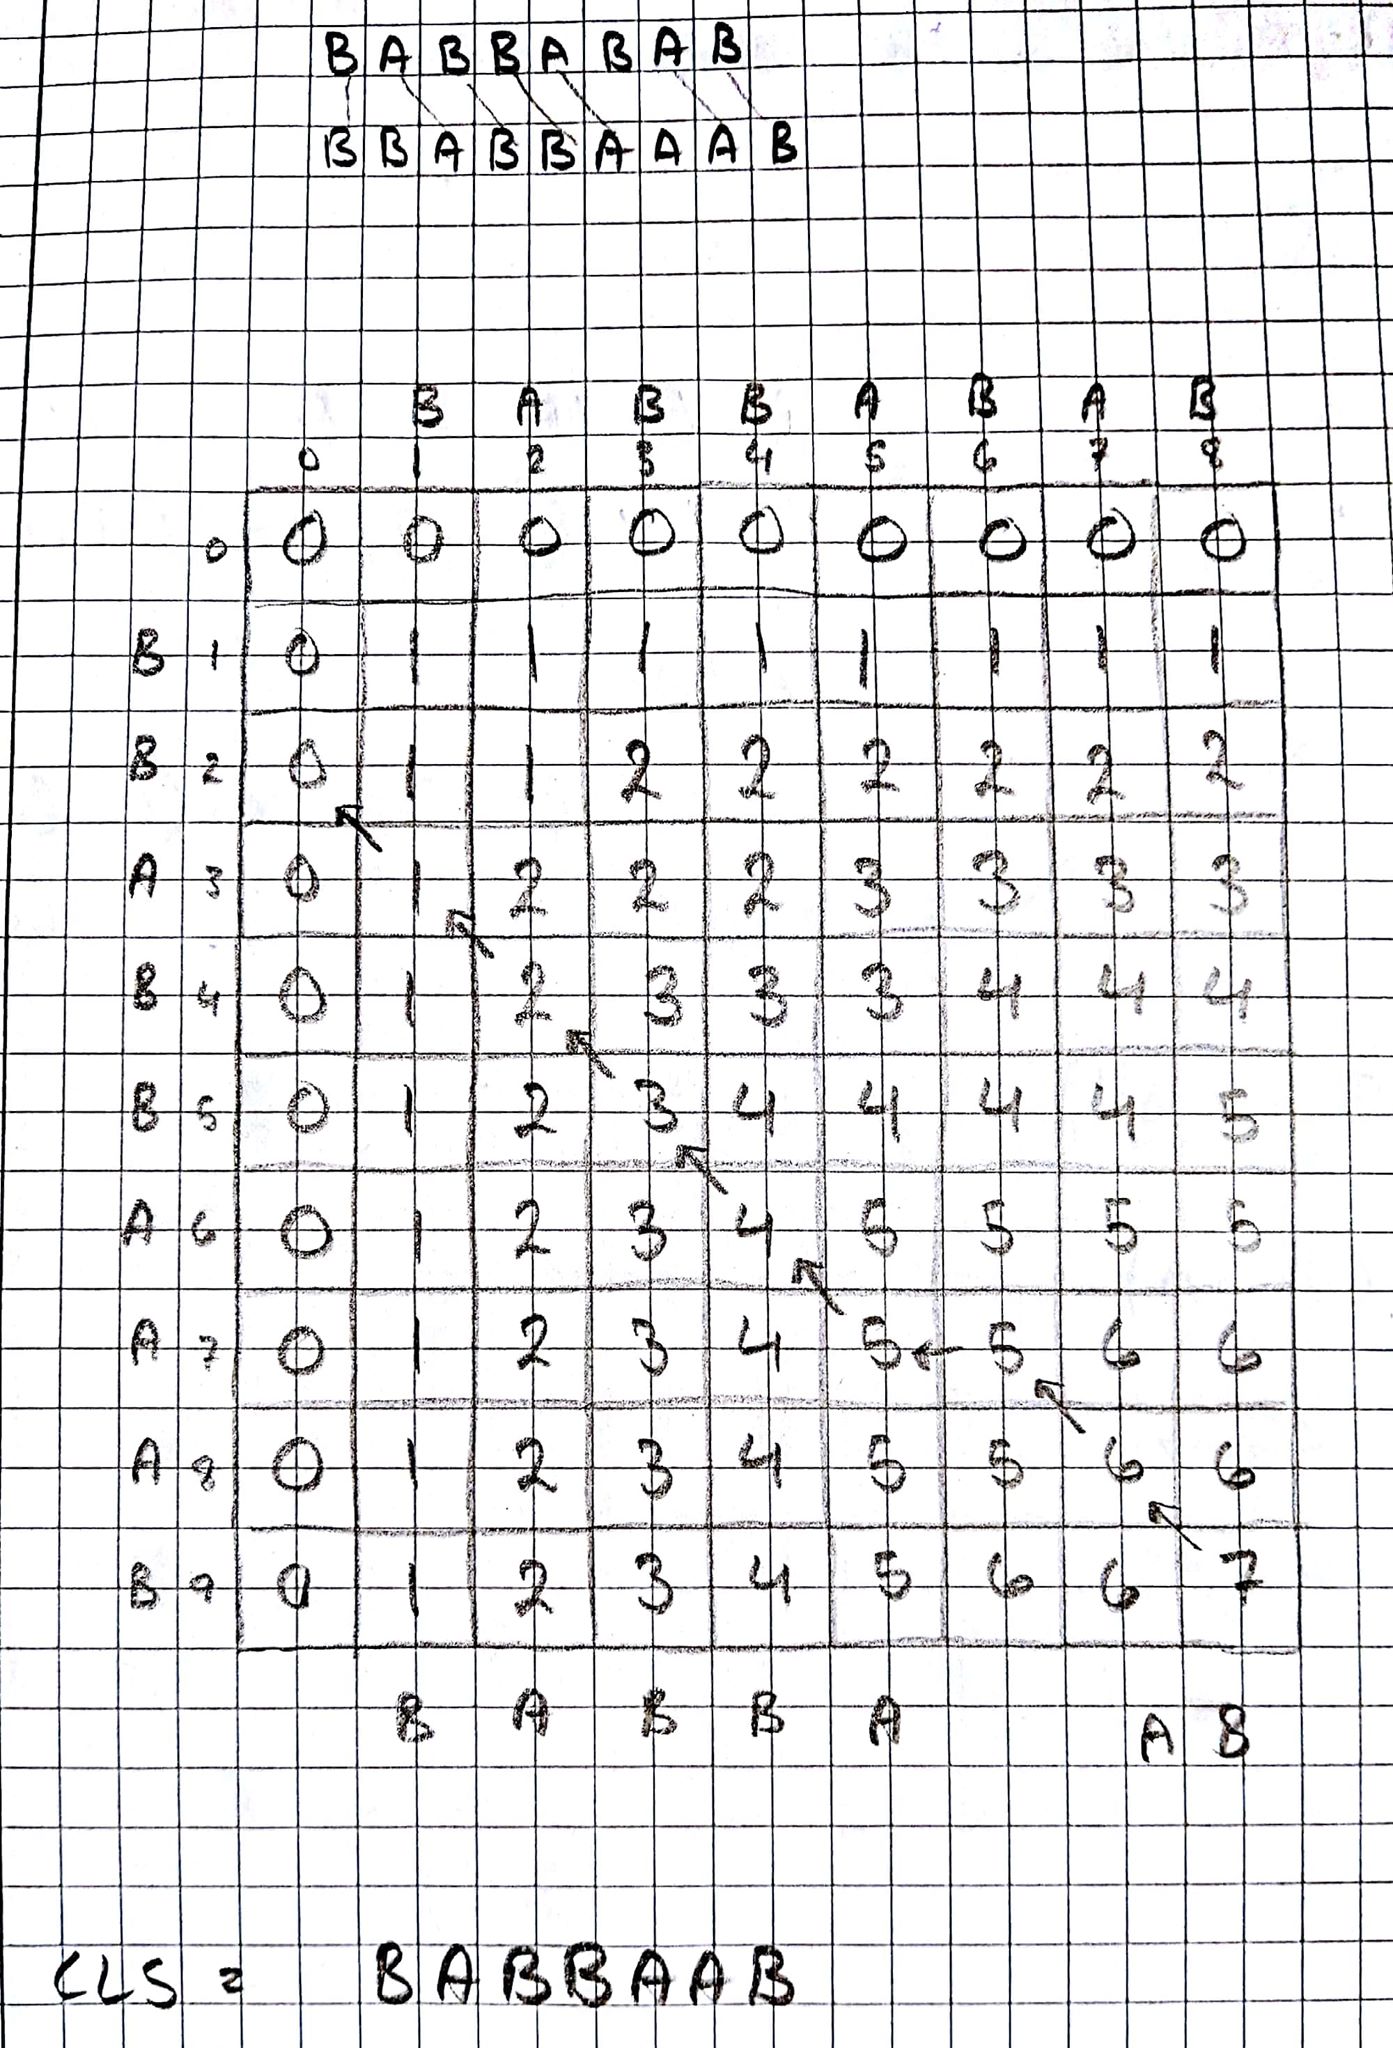 B A B B A B A B
B B A B B A A A B
B A B B A B A B
0 1 2 3 4 5 6 7 8
0 0 0 0 0 0 0 0 0 0
B 1 0 1 1 1 1 1 1 1 1
B 2 0 1 1 2 2 2 2 2 2
A 3 0 1 2 2 2 3 3 3 3
B 4 0 1 2 3 3 3 4 4 4
B 5 0 1 2 3 4 4 4 4 5
A 6 0 1 2 3 4 5 5 5 5
A 7 0 1 2 3 4 5 ← 5 6 6
A 8 0 1 2 3 4 5 5 6 6
B 9 0 1 2 3 4 5 6 6 7
B A B B A A B
CLS = B A B B A A B